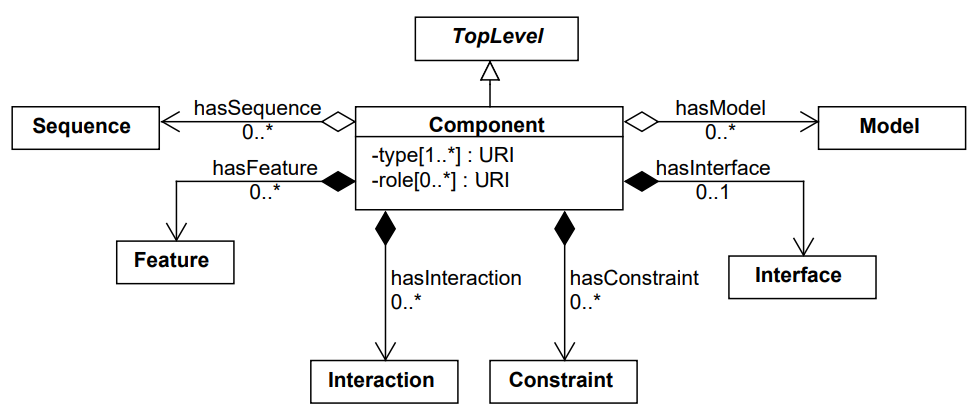 TopLevel
hasSequence
hasModel
Sequence
0..*
Component
0..*
Model
-type[1..*] : URI
-role[0..*] : URI
hasFeature
0..*
hasInterface
0..1
Feature
Interface
hasInteraction
0..*
hasConstraint
0..*
Interaction
Constraint